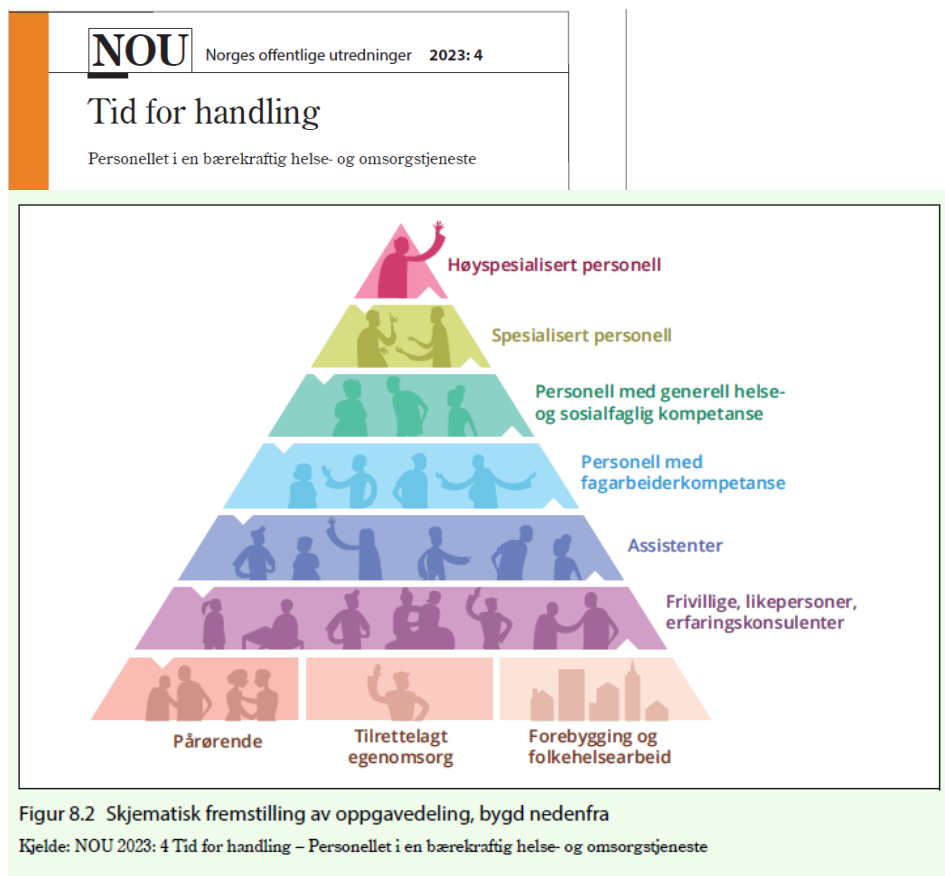 NOU Norges offentlige utredninger 2023: 4
Tid for handling
Personellet i en bærekraftig helse- og omsorgstjeneste
Høyspesialisert personell
Spesialisert personell
Personell med generell helse-
og sosialfaglig kompetanse
Personell med
fagarbeiderkompetanse
Assistenter
Frivillige, likepersoner,
erfaringskonsulenter
Pårørende
Tilrettelagt
egenomsorg
Forebygging og
folkehelsearbeid
Figur 8.2 Skjematisk fremstilling av oppgavedeling, bygd nedenfra
Kjelde: NOU 2023: 4 Tid for handling – Personellet i en bærekraftig helse- og omsorgstjeneste